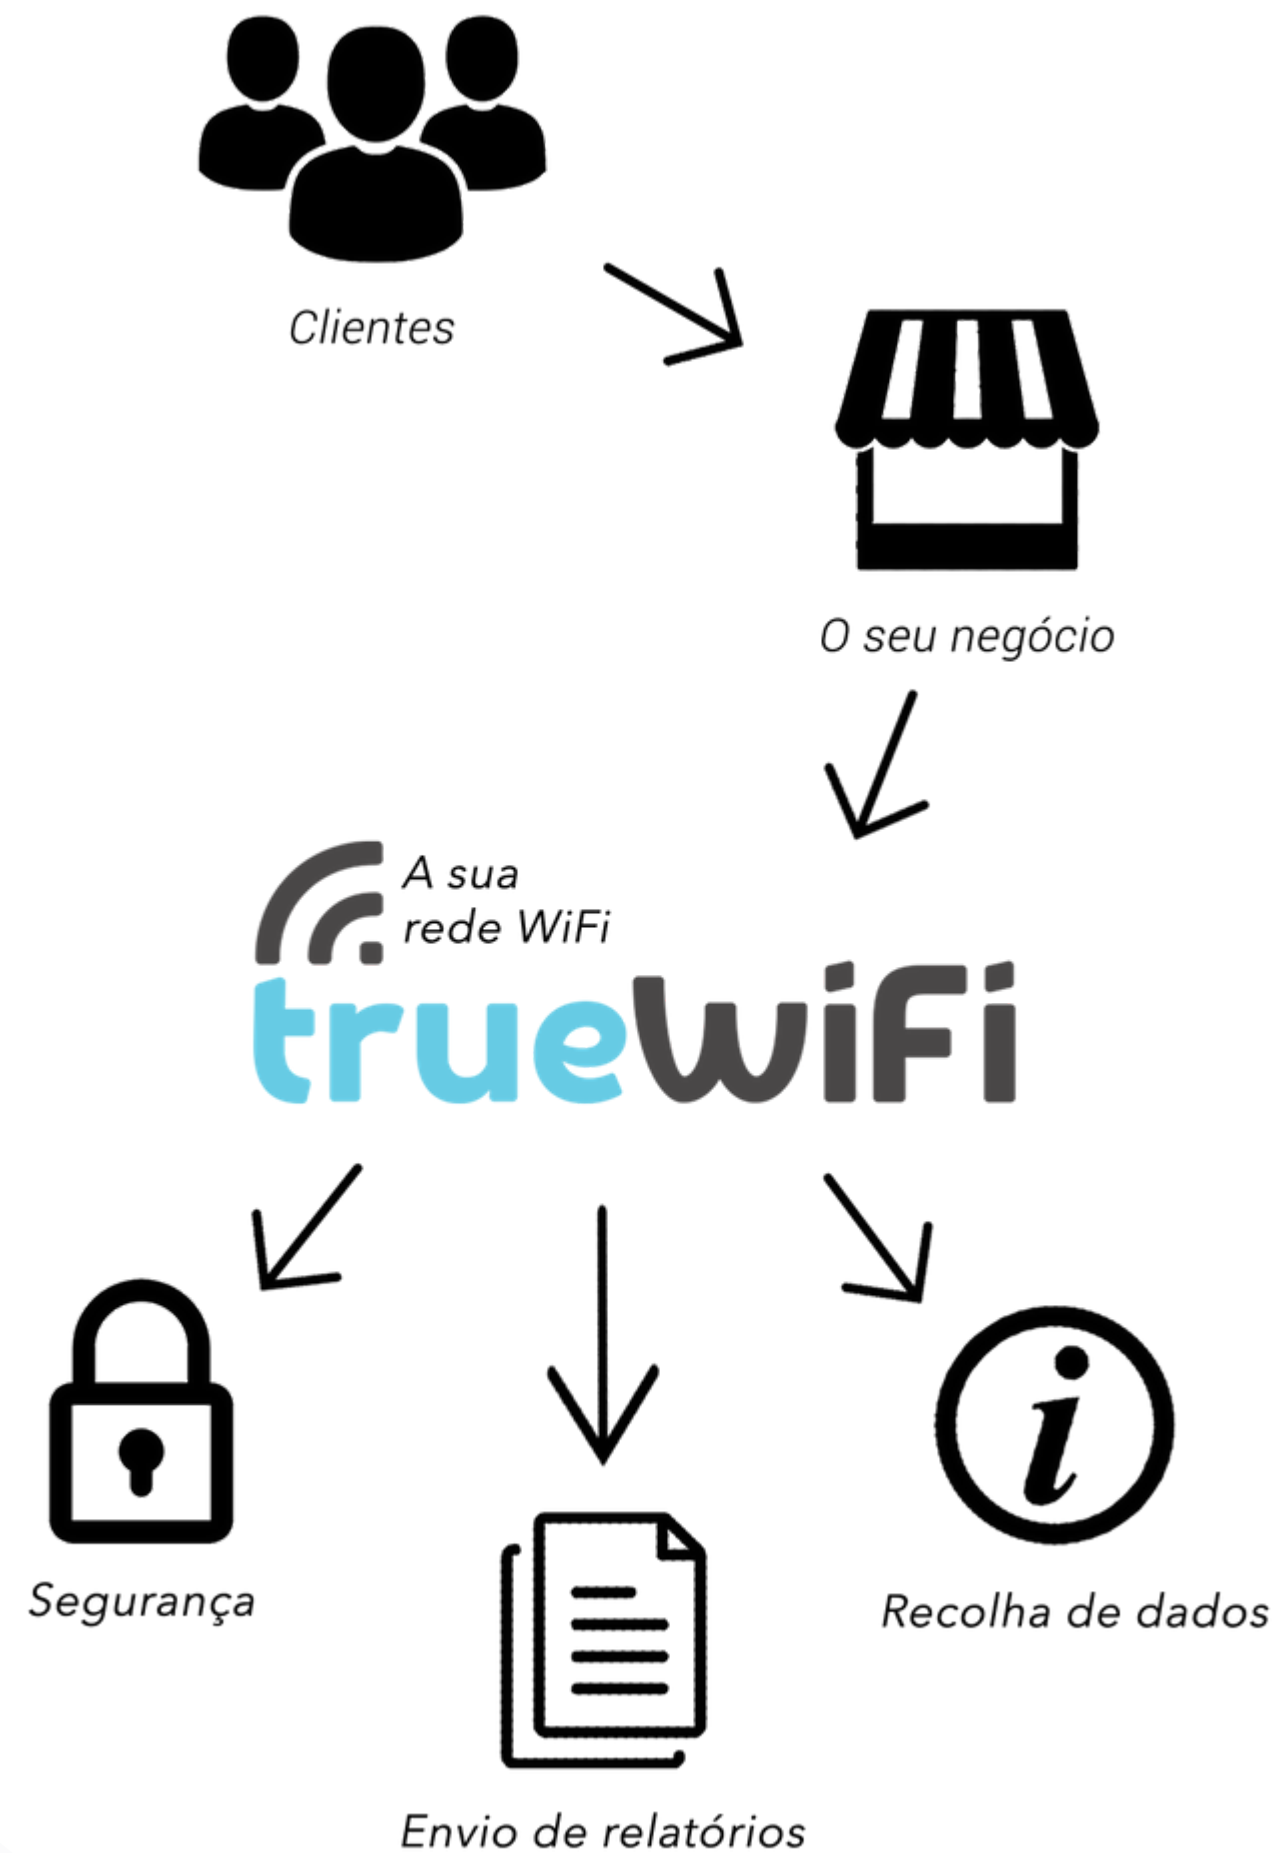 Clientes
O seu negócio
A sua
rede WiFi
trueWiFi
Segurança
Recolha de dados
Envio de relatórios